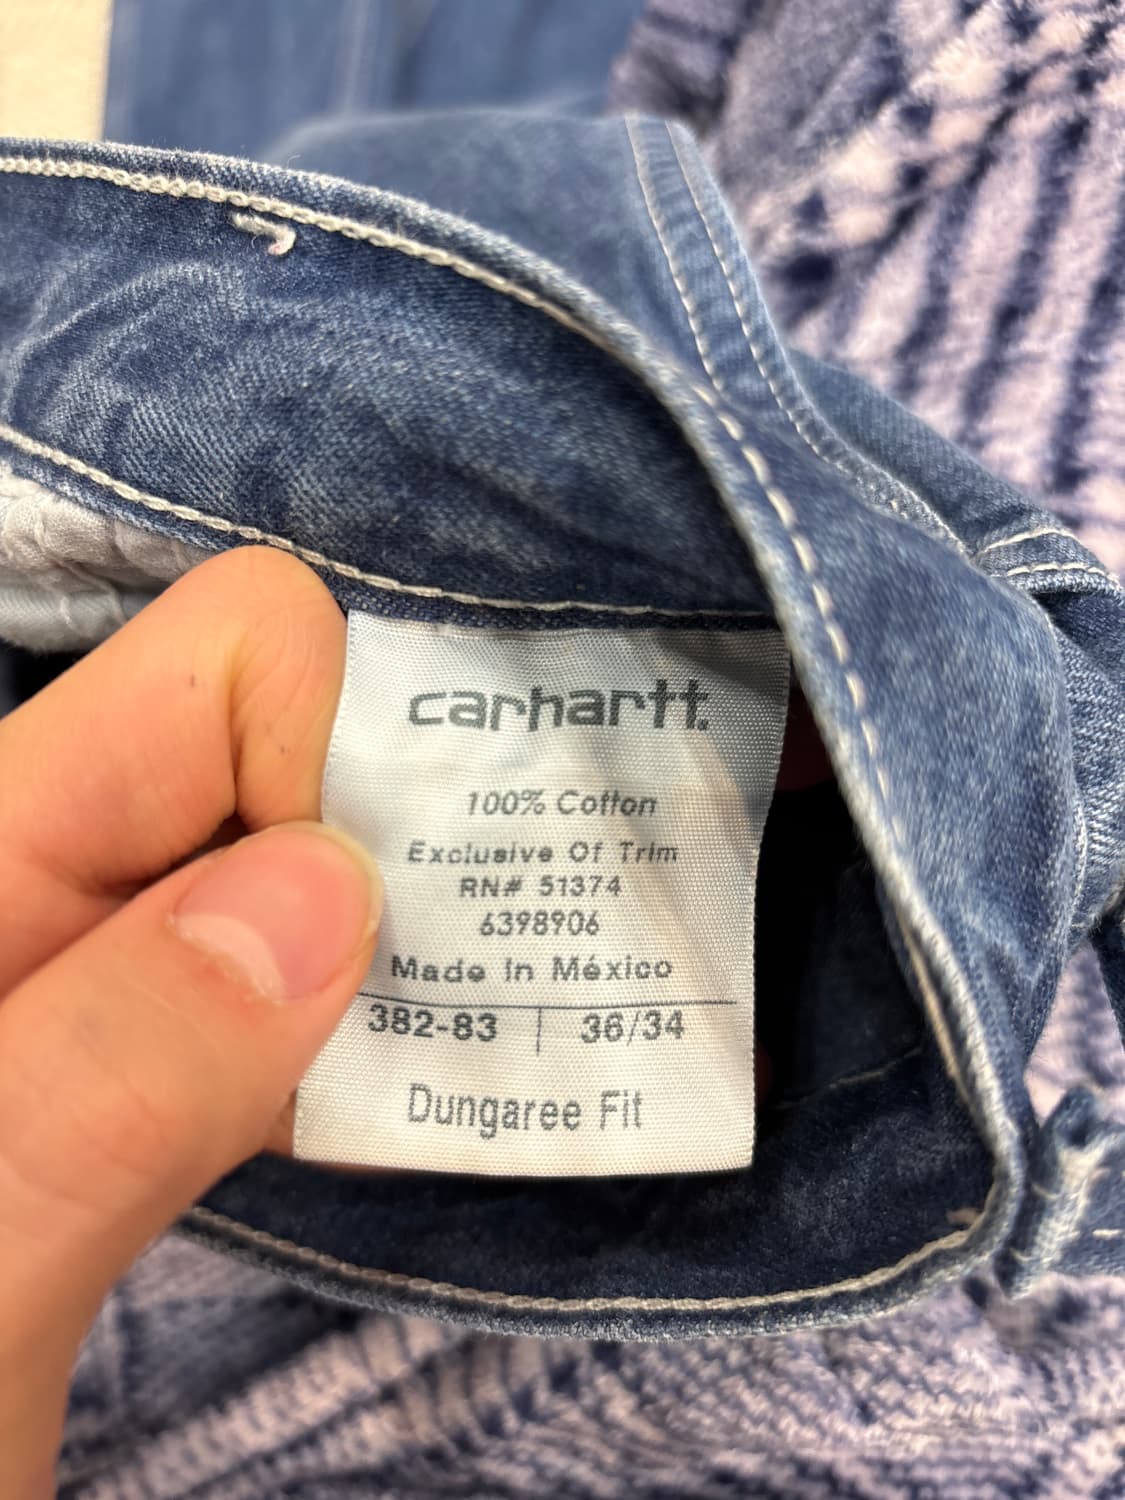 carhartt.
100% Cotton
Exclusive Of Trim
RN# 51374
6398906
Made In México
382-83 | 36/34
Dungaree Fit